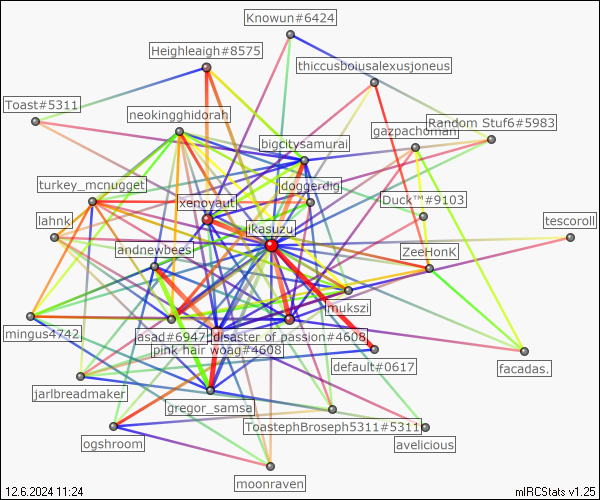 Knowun#6424
Heighleigh#8575
thiccusboiusalexusjoneus
Toast#5311
neokingghidorah
Random Stuf6#5983
gazpachoman
bigcitysamurai
turkey_mcnugget
doggerdig
xenovaut
Duck™#9103
lahnk
ikasuzu
tescoroll
andnewbees
ZeeHonK
mukszi
mingus4742
asad#6947
disaster of passion#4608
pink hair woag#4608
default#0617
facadas.
jarlbreadmaker
gregor_samsa
ToastephBroseph5311#5311
ogshroom
avelicious
moonraven
12.6.2024 11:24
mIRCStats v1.25